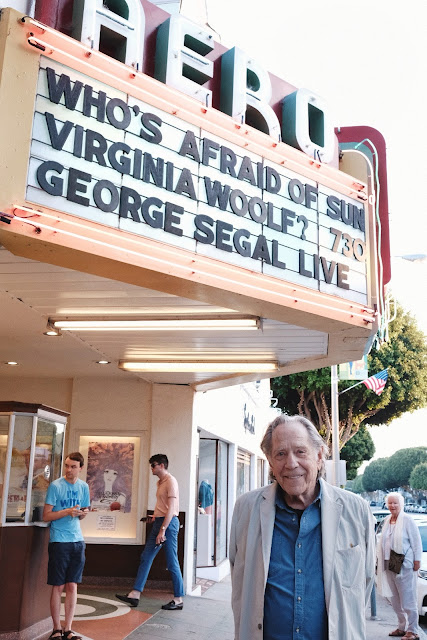 AERO
WHO'S AFRAID OF SUN
VIRGINIA WOOLF? 730
GEORGE SEGAL LIVE